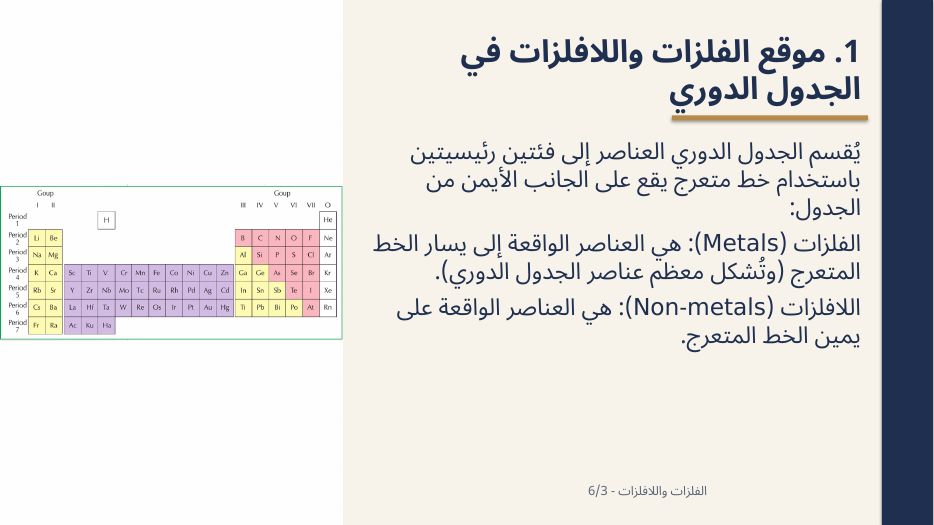 1. موقع الفلزات واللافلزات في
الجدول الدوري
يُقسم الجدول الدوري العناصر إلى فئتين رئيسيتين
باستخدام خط متعرج يقع على الجانب الأيمن من
الجدول:
الفلزات (Metals): هي العناصر الواقعة إلى يسار الخط
المتعرج (وتُشكل معظم عناصر الجدول الدوري).
اللافلزات (Non-metals): هي العناصر الواقعة على
يمين الخط المتعرج.
Goup Goup
I II III IV V VI VII O
Period 1 H He
Period 2 Li Be B C N O F Ne
Period 3 Na Mg Al Si P S Cl Ar
Period 4 K Ca Sc Ti V Cr Mn Fe Co Ni Cu Zn Ga Ge As Se Br Kr
Period 5 Rb Sr Y Zr Nb Mo Tc Ru Rh Pd Ag Cd In Sn Sb Te I Xe
Period 6 Cs Ba La Hf Ta W Re Os Ir Pt Au Hg Ti Pb Bi Po At Rn
Period 7 Fr Ra Ac Ku Ha
الفلزات واللافلزات - 6/3